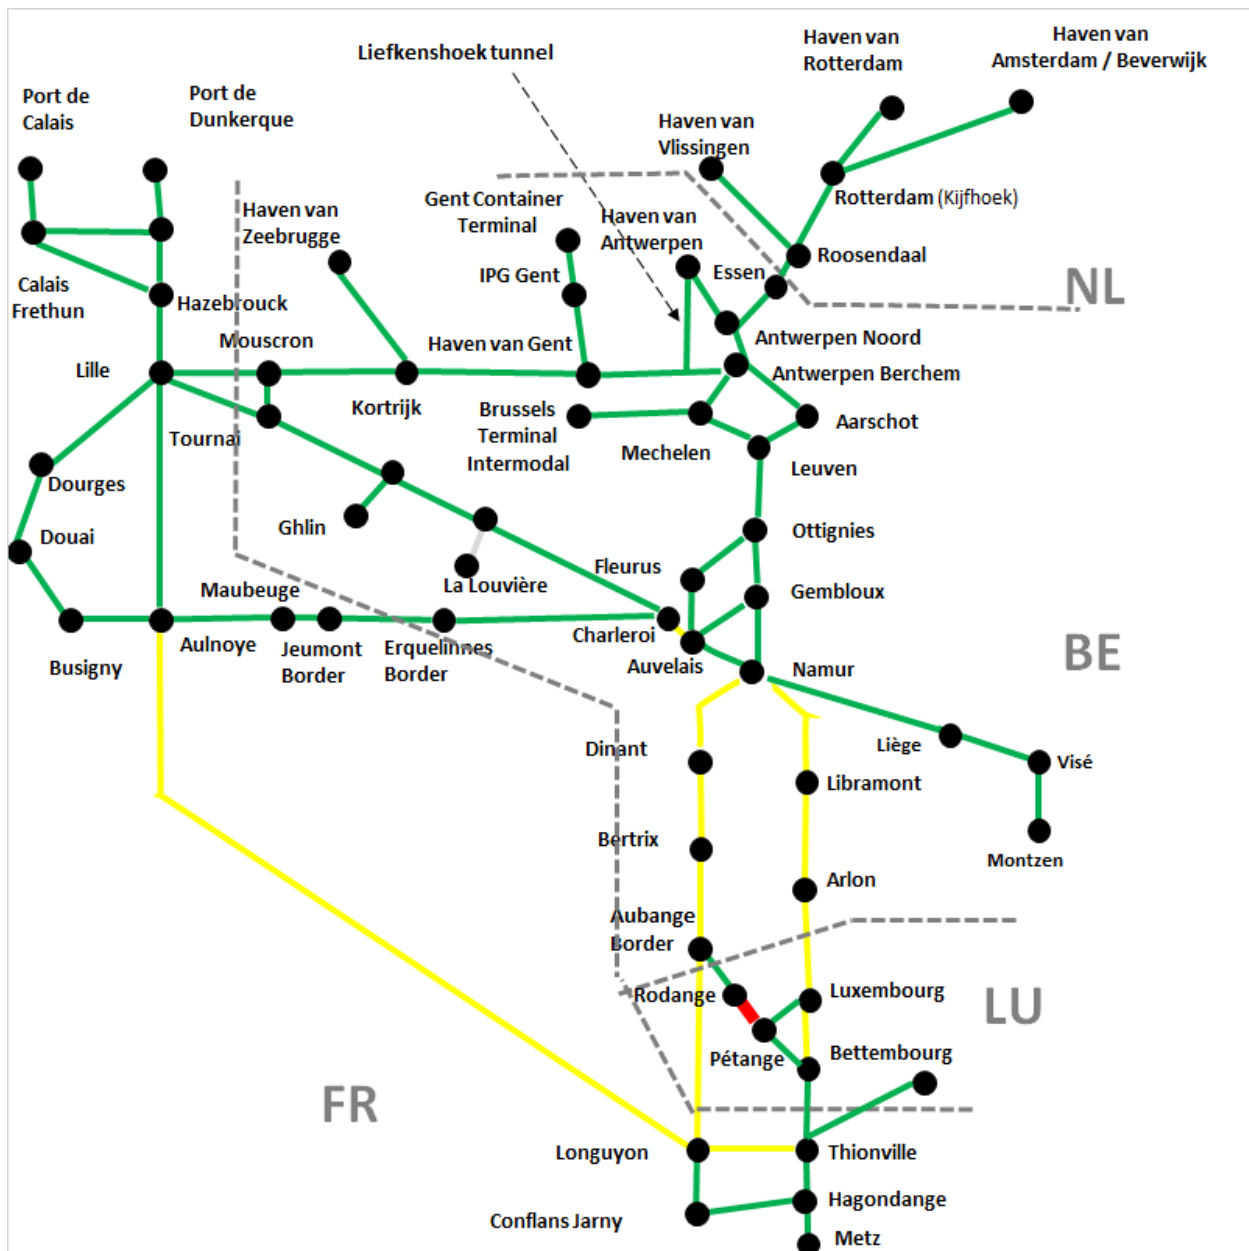 Haven van
Rotterdam
Haven van
Amsterdam / Beverwijk
Liefkenshoek tunnel
Port de
Calais
Port de
Dunkerque
Haven van
Vlissingen
Rotterdam (Kijfhoek)
Gent Container
Terminal
Haven van
Antwerpen
Haven van
Zeebrugge
Roosendaal
Essen
IPG Gent
NL
Calais
Frethun
Hazebrouck
Mouscron
Haven van Gent
Antwerpen Noord
Lille
Antwerpen Berchem
Kortrijk
Brussels
Terminal
Intermodal
Aarschot
Tournai
Mechelen
Leuven
Dourges
Ghlin
Ottignies
Douai
Fleurus
La Louvière
Maubeuge
Gembloux
Charleroi
Aulnoye
Jeumont
Border
Erquelinnes
Border
BE
Busigny
Auvelais
Namur
Dinant
Liège
Visé
Libramont
Bertrix
Montzen
Arlon
Aubange
Border
Rodange
Luxembourg
LU
Pétange
Bettembourg
FR
Longuyon
Thionville
Hagondange
Conflans Jarny
Metz